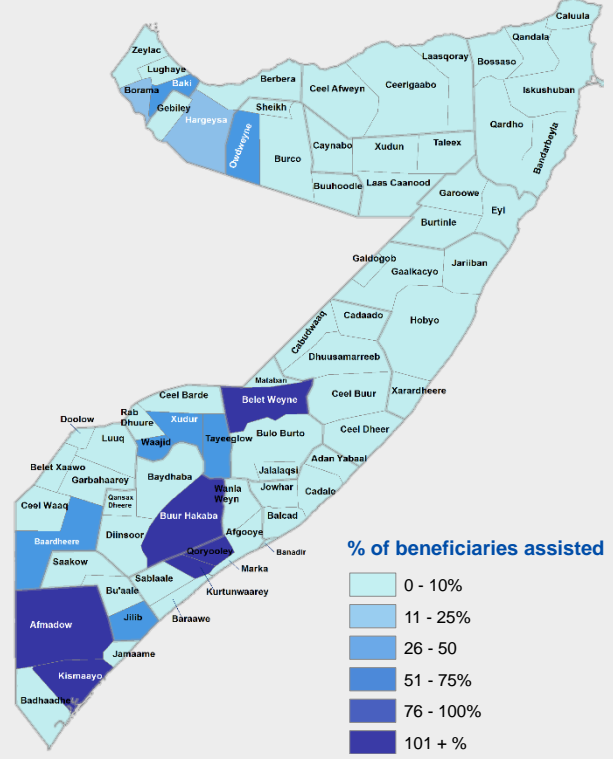 Caluula
Qandala
Zeylac
Laasqoray
Bossaso
Lughaye
Baki
Berbera
Ceel Afweyn
Ceerigaabo
Iskushuban
Borama
Gebiley
Sheikh
Hargeysa
Qardho
Bandarbeyla
Owdweyne
Burco
Caynabo
Xudun
Taleex
Buuhoodle
Laas Caanood
Garoowe
Eyl
Burtinle
Galdogob
Gaalkacyo
Jariiban
Cadaado
Hobyo
Cabudwaaq
Dhuusamarreeb
Mataban
Ceel Barde
Belet Weyne
Ceel Buur
Xarardheere
Rab
Dhuure
Doolow
Xudur
Luuq
Waajid
Tayeeglow
Bulo Burto
Ceel Dheer
Adan Yabaal
Belet Xaawo
Garbahaarey
Baydhaba
Jalalaqsi
Wanla
Weyn
Jowhar
Cadale
Qansax
Dheere
Ceel Waaq
Buur Hakaba
Balcad
Diinsoor
Afgooye
Baardheere
Qoryooley
Banadir
Saakow
Marka
Sablaale
Bu'aale
Kurtunwaarey
Baraawe
Jilib
Afmadow
Jamaame
Kismaayo
Badhaadhe
% of beneficiaries assisted
0 - 10%
11 - 25%
26 - 50
51 - 75%
76 - 100%
101 + %